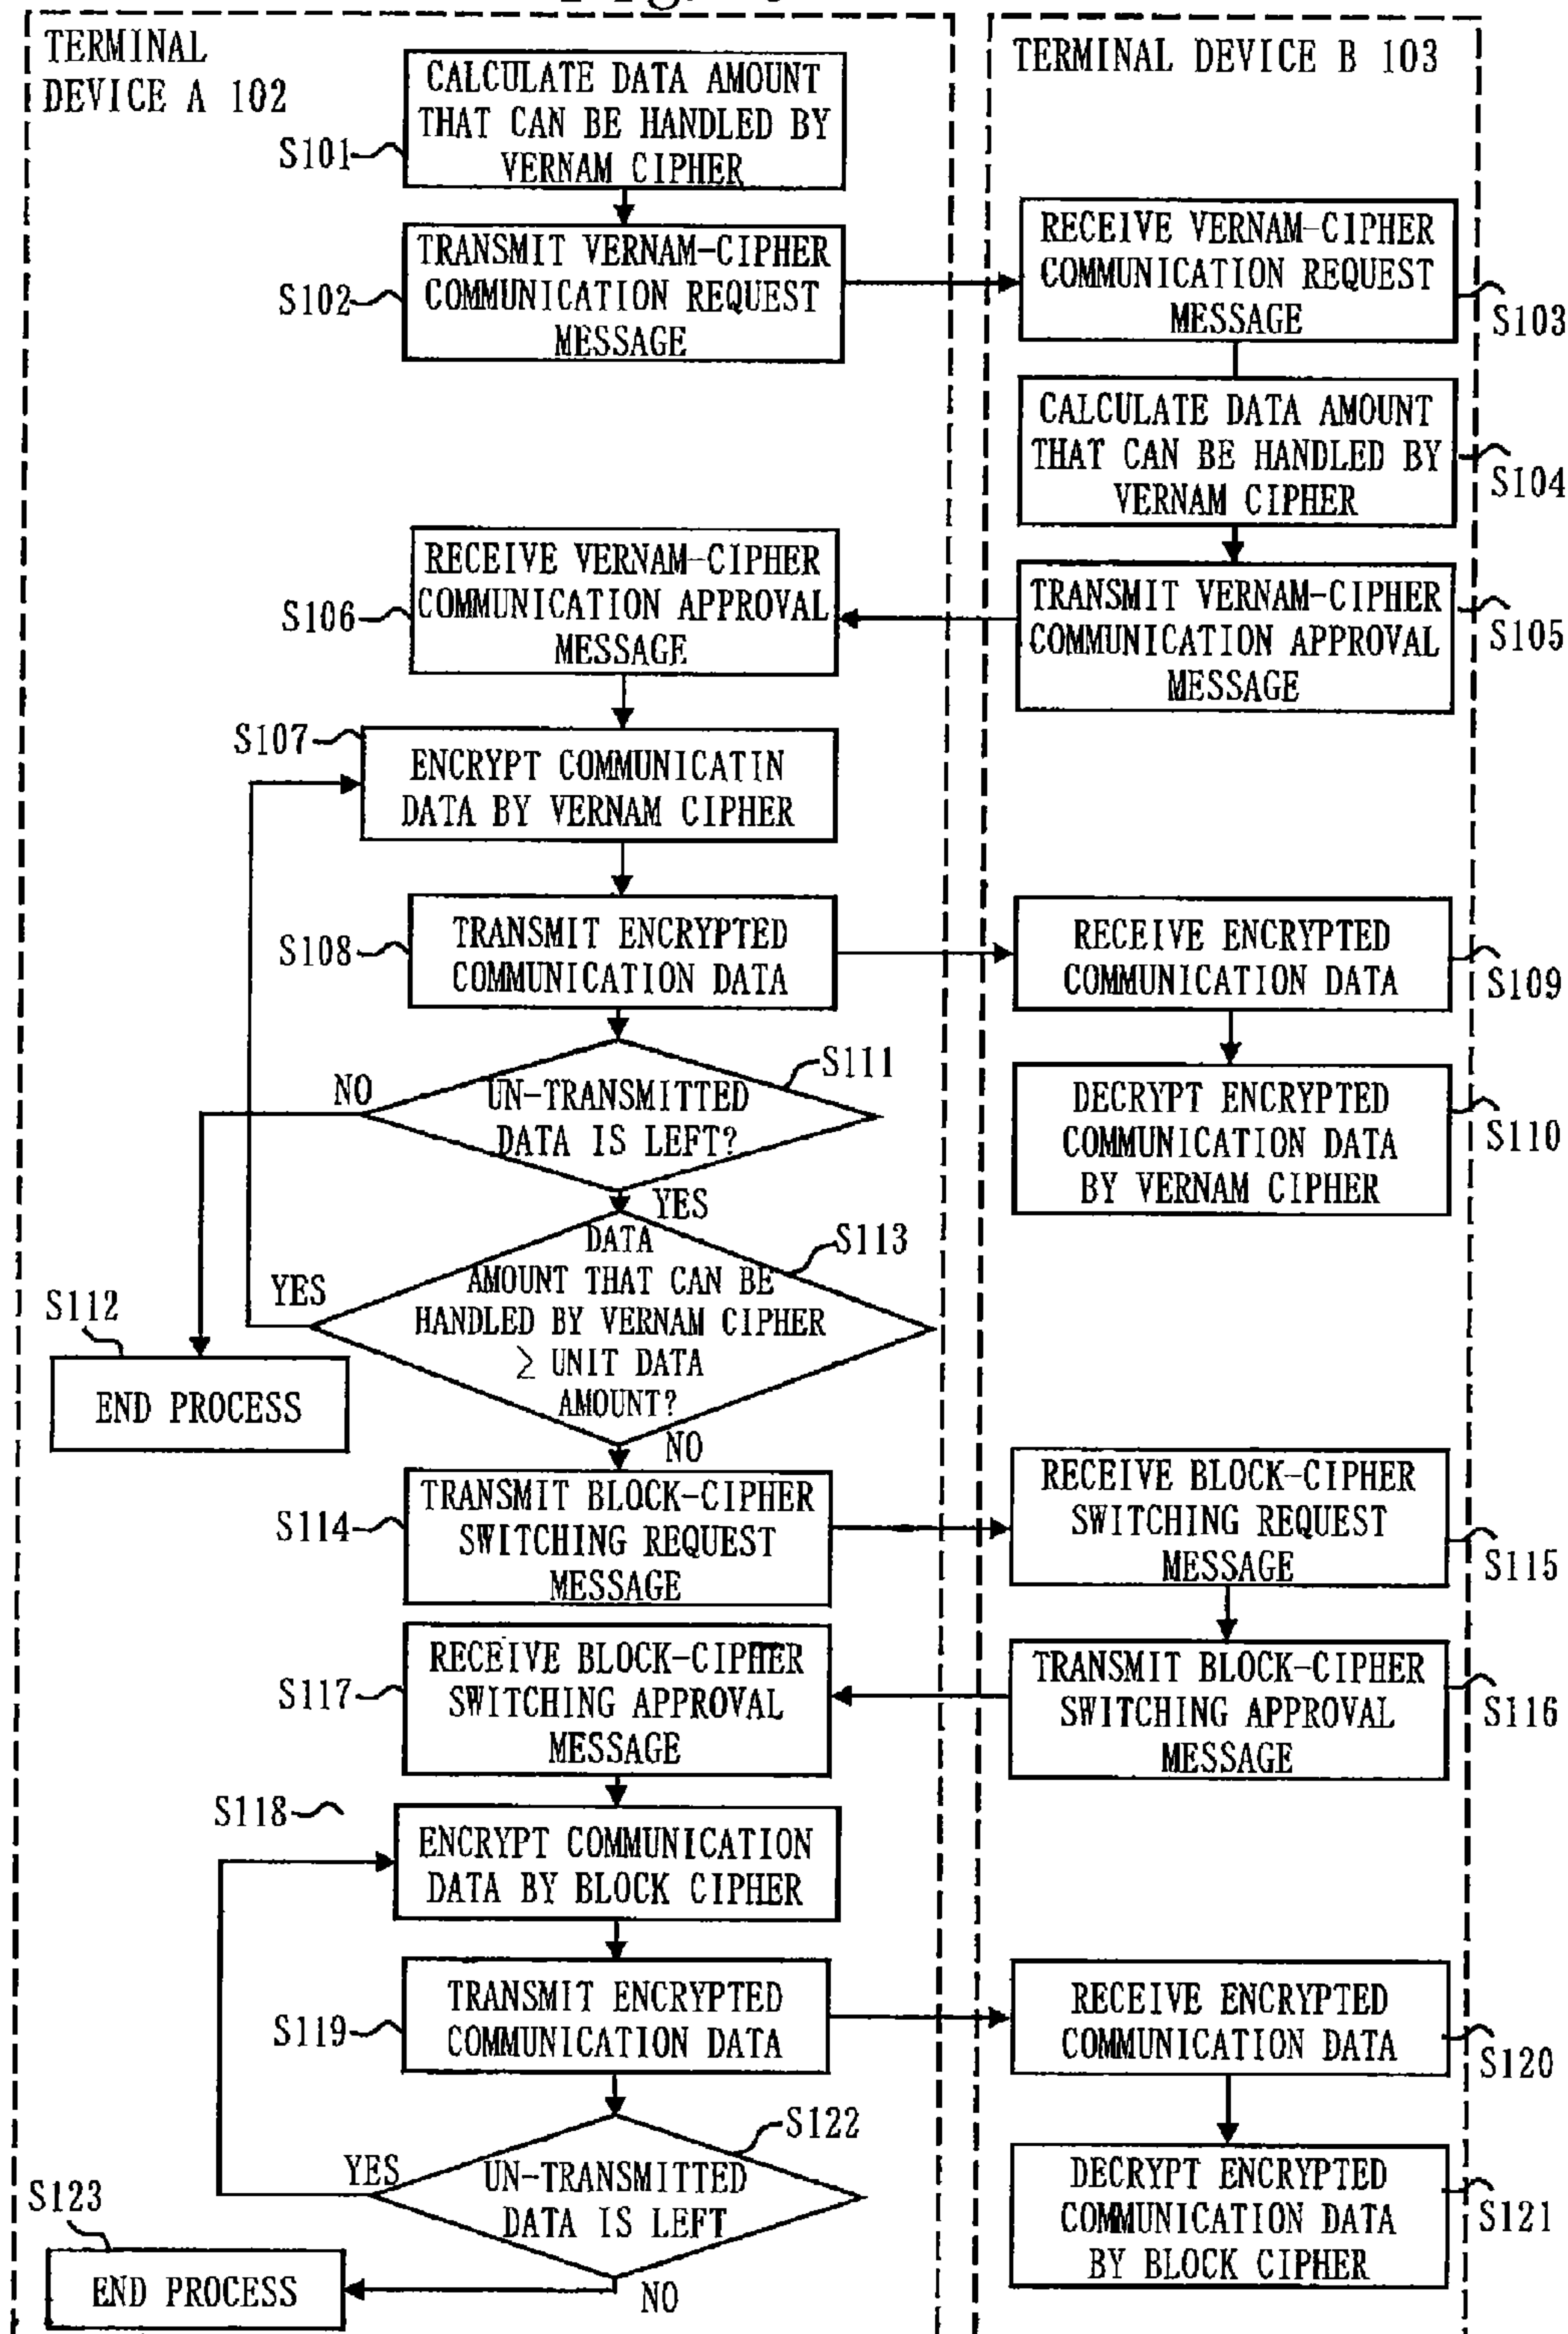 TERMINAL
DEVICE A 102
TERMINAL DEVICE B 103
CALCULATE DATA AMOUNT
THAT CAN BE HANDLED BY
VERNAM CIPHER
S101
TRANSMIT VERNAM-CIPHER
COMMUNICATION REQUEST
MESSAGE
S102
RECEIVE VERNAM-CIPHER
COMMUNICATION REQUEST
MESSAGE
S103
CALCULATE DATA AMOUNT
THAT CAN BE HANDLED BY
VERNAM CIPHER
S104
TRANSMIT VERNAM-CIPHER
COMMUNICATION APPROVAL
MESSAGE
S105
RECEIVE VERNAM-CIPHER
COMMUNICATION APPROVAL
MESSAGE
S106
S107
ENCRYPT COMMUNICATIN
DATA BY VERNAM CIPHER
S108
TRANSMIT ENCRYPTED
COMMUNICATION DATA
RECEIVE ENCRYPTED
COMMUNICATION DATA
S109
DECRYPT ENCRYPTED
COMMUNICATION DATA
BY VERNAM CIPHER
S110
S111
NO
UN-TRANSMITTED
DATA IS LEFT?
YES
S113
DATA
AMOUNT THAT CAN BE
HANDLED BY VERNAM CIPHER
≥ UNIT DATA
AMOUNT?
YES
NO
S112
END PROCESS
S114
TRANSMIT BLOCK-CIPHER
SWITCHING REQUEST
MESSAGE
RECEIVE BLOCK-CIPHER
SWITCHING REQUEST
MESSAGE
S115
TRANSMIT BLOCK-CIPHER
SWITCHING APPROVAL
MESSAGE
S116
S117
RECEIVE BLOCK-CIPHER
SWITCHING APPROVAL
MESSAGE
S118
ENCRYPT COMMUNICATION
DATA BY BLOCK CIPHER
S119
TRANSMIT ENCRYPTED
COMMUNICATION DATA
RECEIVE ENCRYPTED
COMMUNICATION DATA
S120
DECRYPT ENCRYPTED
COMMUNICATION DATA
BY BLOCK CIPHER
S121
S122
YES
UN-TRANSMITTED
DATA IS LEFT
NO
S123
END PROCESS